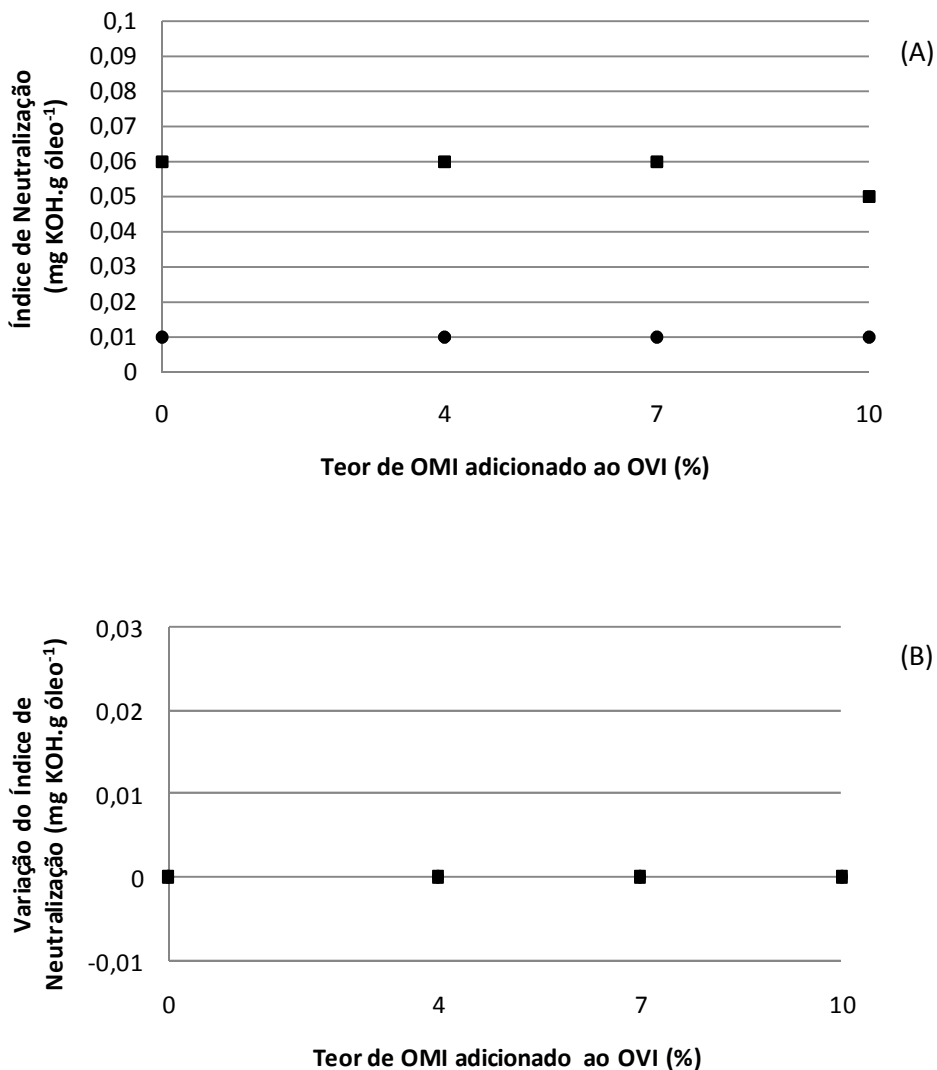 0,1
0,09
0,08
0,07
0,06
0,05
0,04
0,03
0,02
0,01
0
Índice de Neutralização
(mg KOH.g óleo⁻¹)
(A)
0 4 7 10
Teor de OMI adicionado ao OVI (%)
0,03
0,02
0,01
0
-0,01
Variação do Índice de
Neutralização (mg KOH.g óleo⁻¹)
(B)
0 4 7 10
Teor de OMI adicionado ao OVI (%)